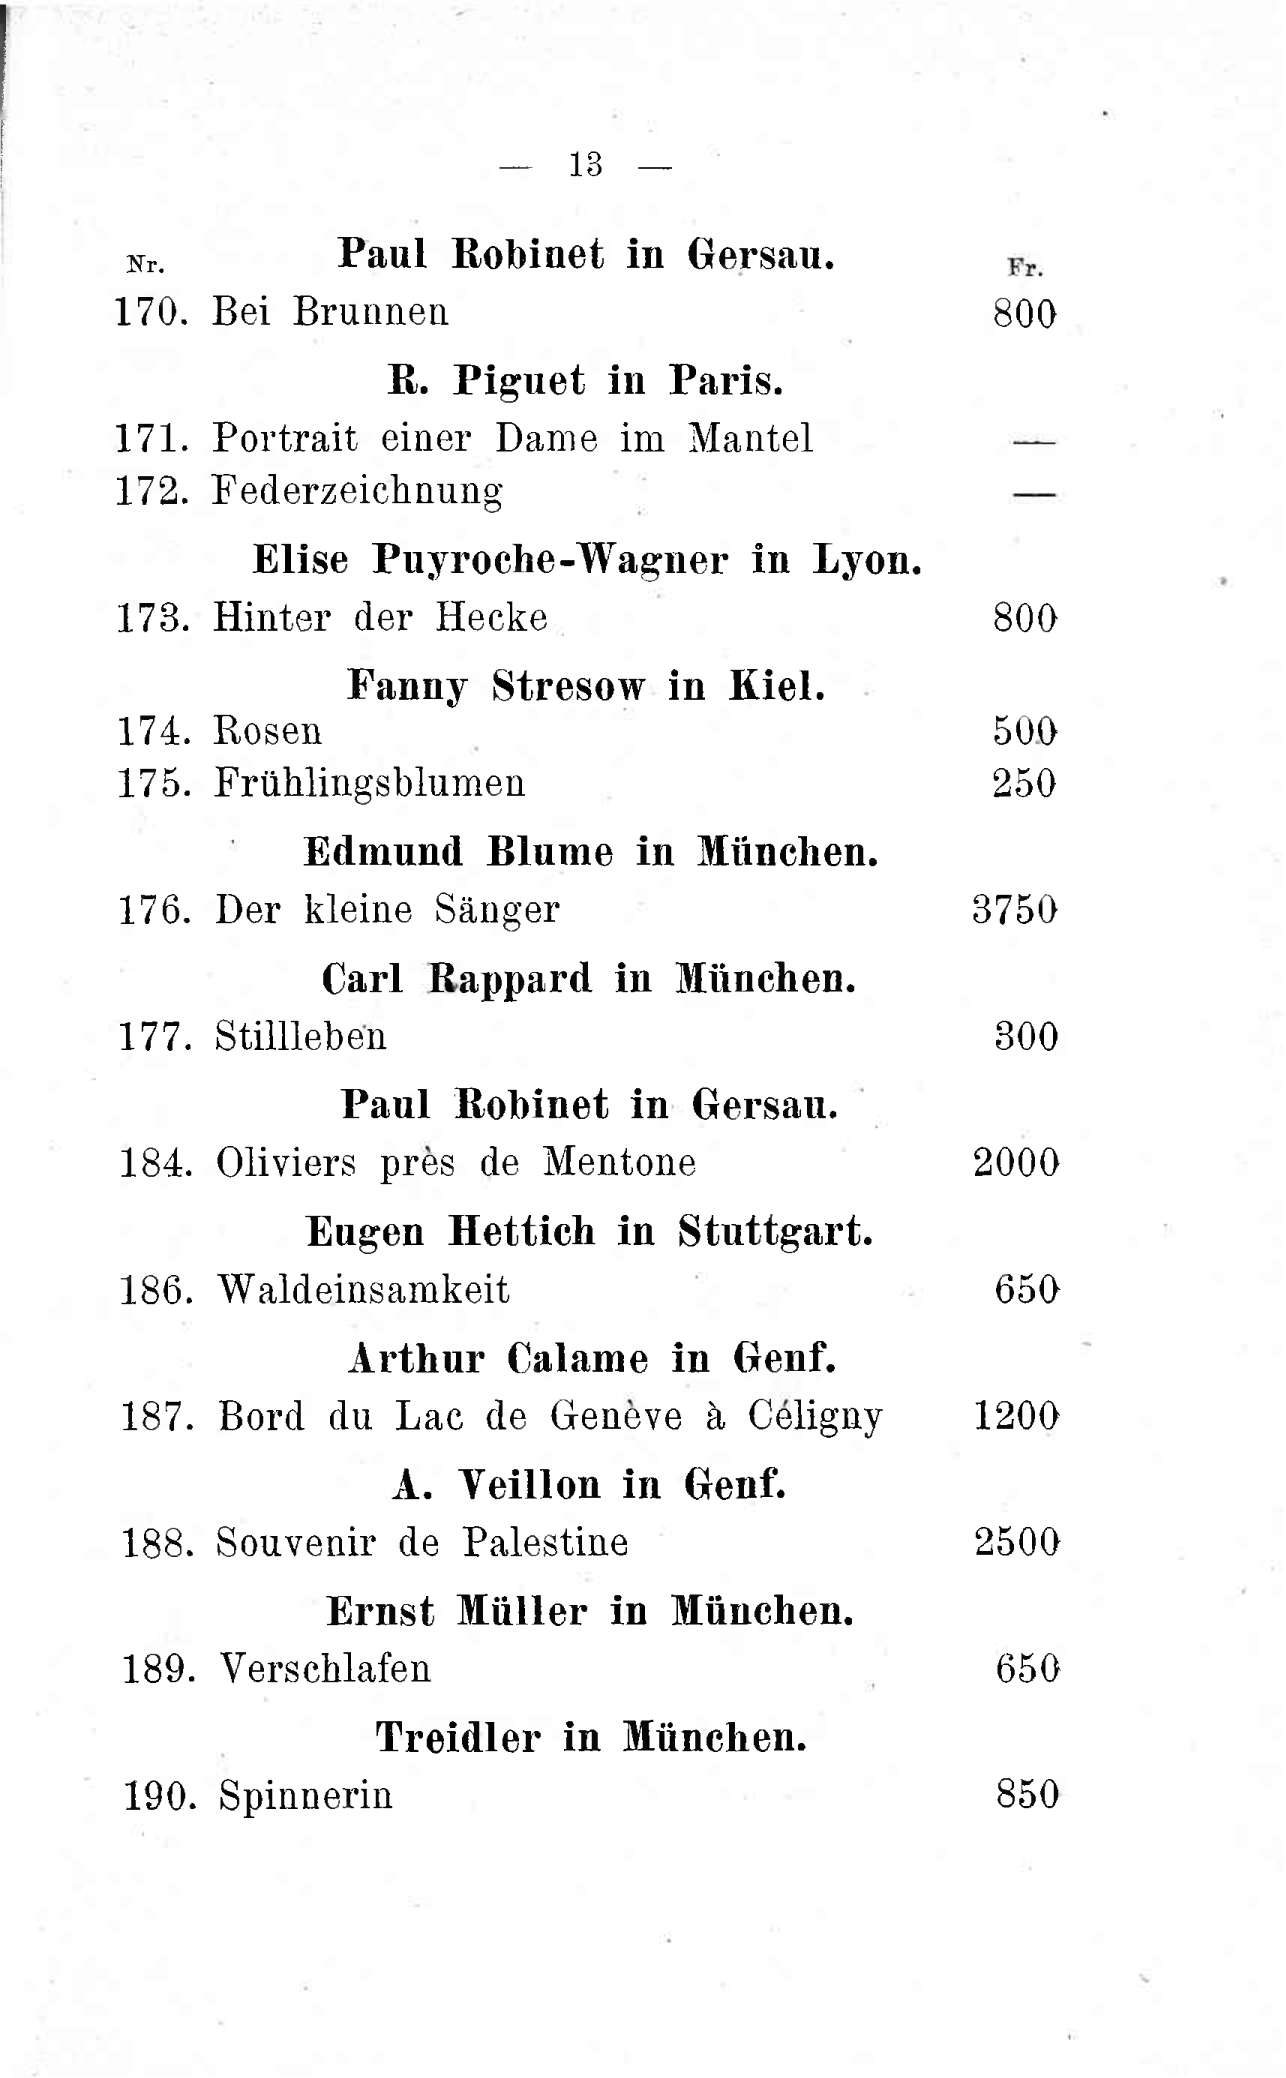 — 13 —
Nr. Paul Robinet in Gersau. Fr.
170. Bei Brunnen 800
R. Piguet in Paris.
171. Portrait einer Dame im Mantel —
172. Federzeichnung —
Elise Puyroche-Wagner in Lyon.
173. Hinter der Hecke 800
Fanny Stresow in Kiel.
174. Rosen 500
175. Frühlingsblumen 250
Edmund Blume in München.
176. Der kleine Sänger 3750
Carl Rappard in München.
177. Stillleben 300
Paul Robinet in Gersau.
184. Oliviers près de Mentone 2000
Eugen Hettich in Stuttgart.
186. Waldeinsamkeit 650
Arthur Calame in Genf.
187. Bord du Lac de Genève à Céligny 1200
A. Veillon in Genf.
188. Souvenir de Palestine 2500
Ernst Müller in München.
189. Verschlafen 650
Treidler in München.
190. Spinnerin 850